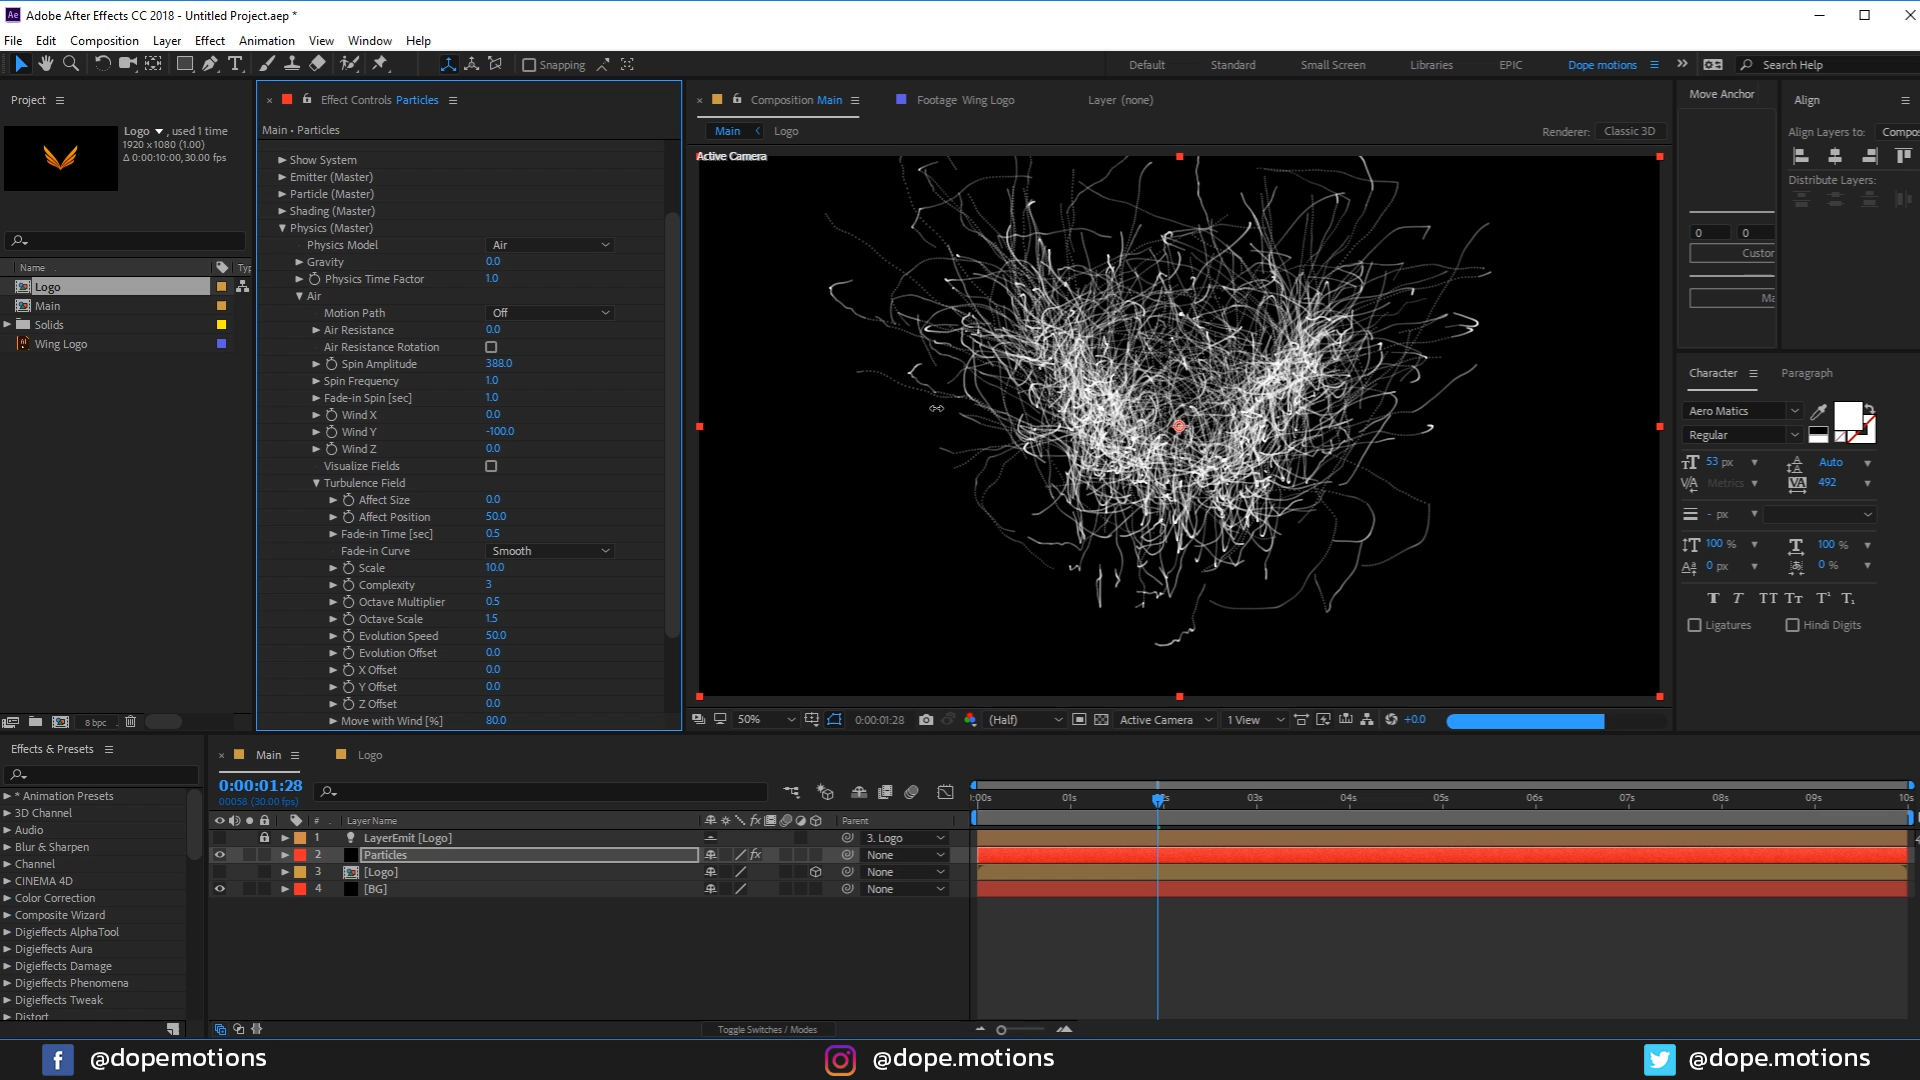 Adobe After Effects CC 2018 - Untitled Project.aep *
File Edit Composition Layer Effect Animation View Window Help
Snapping
Default Standard Small Screen Libraries EPIC Dope motions Search Help
Project
Logo , used 1 time
1920 x 1080 (1.00)
Δ 0:00:10:00, 30.00 fps
Name
Logo
Main
Solids
Wing Logo
8 bpc
Effect Controls Particles
Main • Particles
Show System
Emitter (Master)
Particle (Master)
Shading (Master)
Physics (Master)
Physics Model Air
Gravity 0.0
Physics Time Factor 1.0
Air
Motion Path Off
Air Resistance 0.0
Air Resistance Rotation
Spin Amplitude 388.0
Spin Frequency 1.0
Fade-in Spin [sec] 1.0
Wind X 0.0
Wind Y -100.0
Wind Z 0.0
Visualize Fields
Turbulence Field
Affect Size 0.0
Affect Position 50.0
Fade-in Time [sec] 0.5
Fade-in Curve Smooth
Scale 10.0
Complexity 3
Octave Multiplier 0.5
Octave Scale 1.5
Evolution Speed 50.0
Evolution Offset 0.0
X Offset 0.0
Y Offset 0.0
Z Offset 0.0
Move with Wind [%] 80.0
Composition Main Footage Wing Logo Layer (none)
Main Logo Renderer: Classic 3D
Active Camera
50% 0:00:01:28 (Half) Active Camera 1 View +0.0
Move Anchor
0 0
Custor
Align
Align Layers to: Compos
Distribute Layers:
Character Paragraph
Aero Matics
Regular
53 px Auto
Metrics 492
- px
100 % 100 %
0 px 0 %
Ligatures Hindi Digits
Effects & Presets
* Animation Presets
3D Channel
Audio
Blur & Sharpen
Channel
CINEMA 4D
Color Correction
Composite Wizard
Digieffects AlphaTool
Digieffects Aura
Digieffects Damage
Digieffects Phenomena
Digieffects Tweak
Distort
Main Logo
0:00:01:28
00058 (30.00 fps)
:00s 01s 02s 03s 04s 05s 06s 07s 08s 09s 10s
# Layer Name Parent
1 LayerEmit [Logo] 3. Logo
2 Particles None
3 [Logo] None
4 [BG] None
Toggle Switches / Modes
@dopemotions @dope.motions @dope.motions